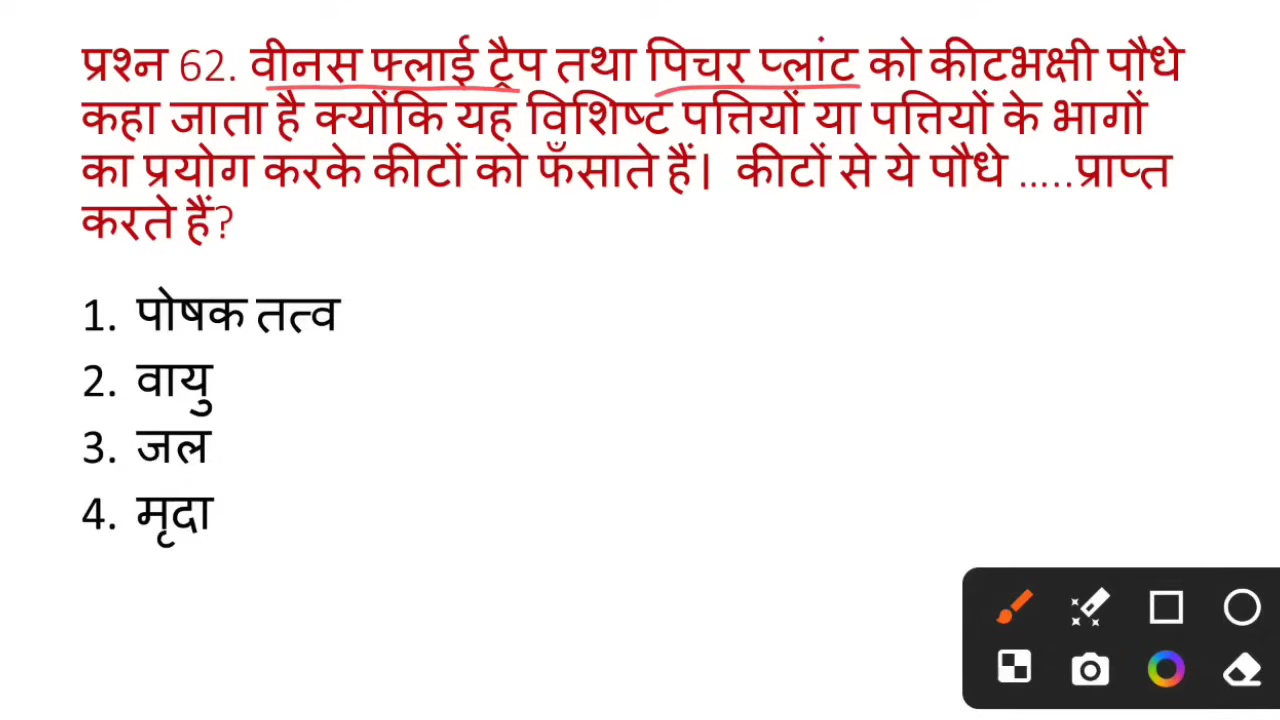 प्रश्न 62. वीनस फ्लाई ट्रैप तथा पिचर प्लांट को कीटभक्षी पौधे
कहा जाता है क्योंकि यह विशिष्ट पत्तियों या पत्तियों के भागों
का प्रयोग करके कीटों को फँसाते हैं। कीटों से ये पौधे .....प्राप्त
करते हैं?
1. पोषक तत्व
2. वायु
3. जल
4. मृदा